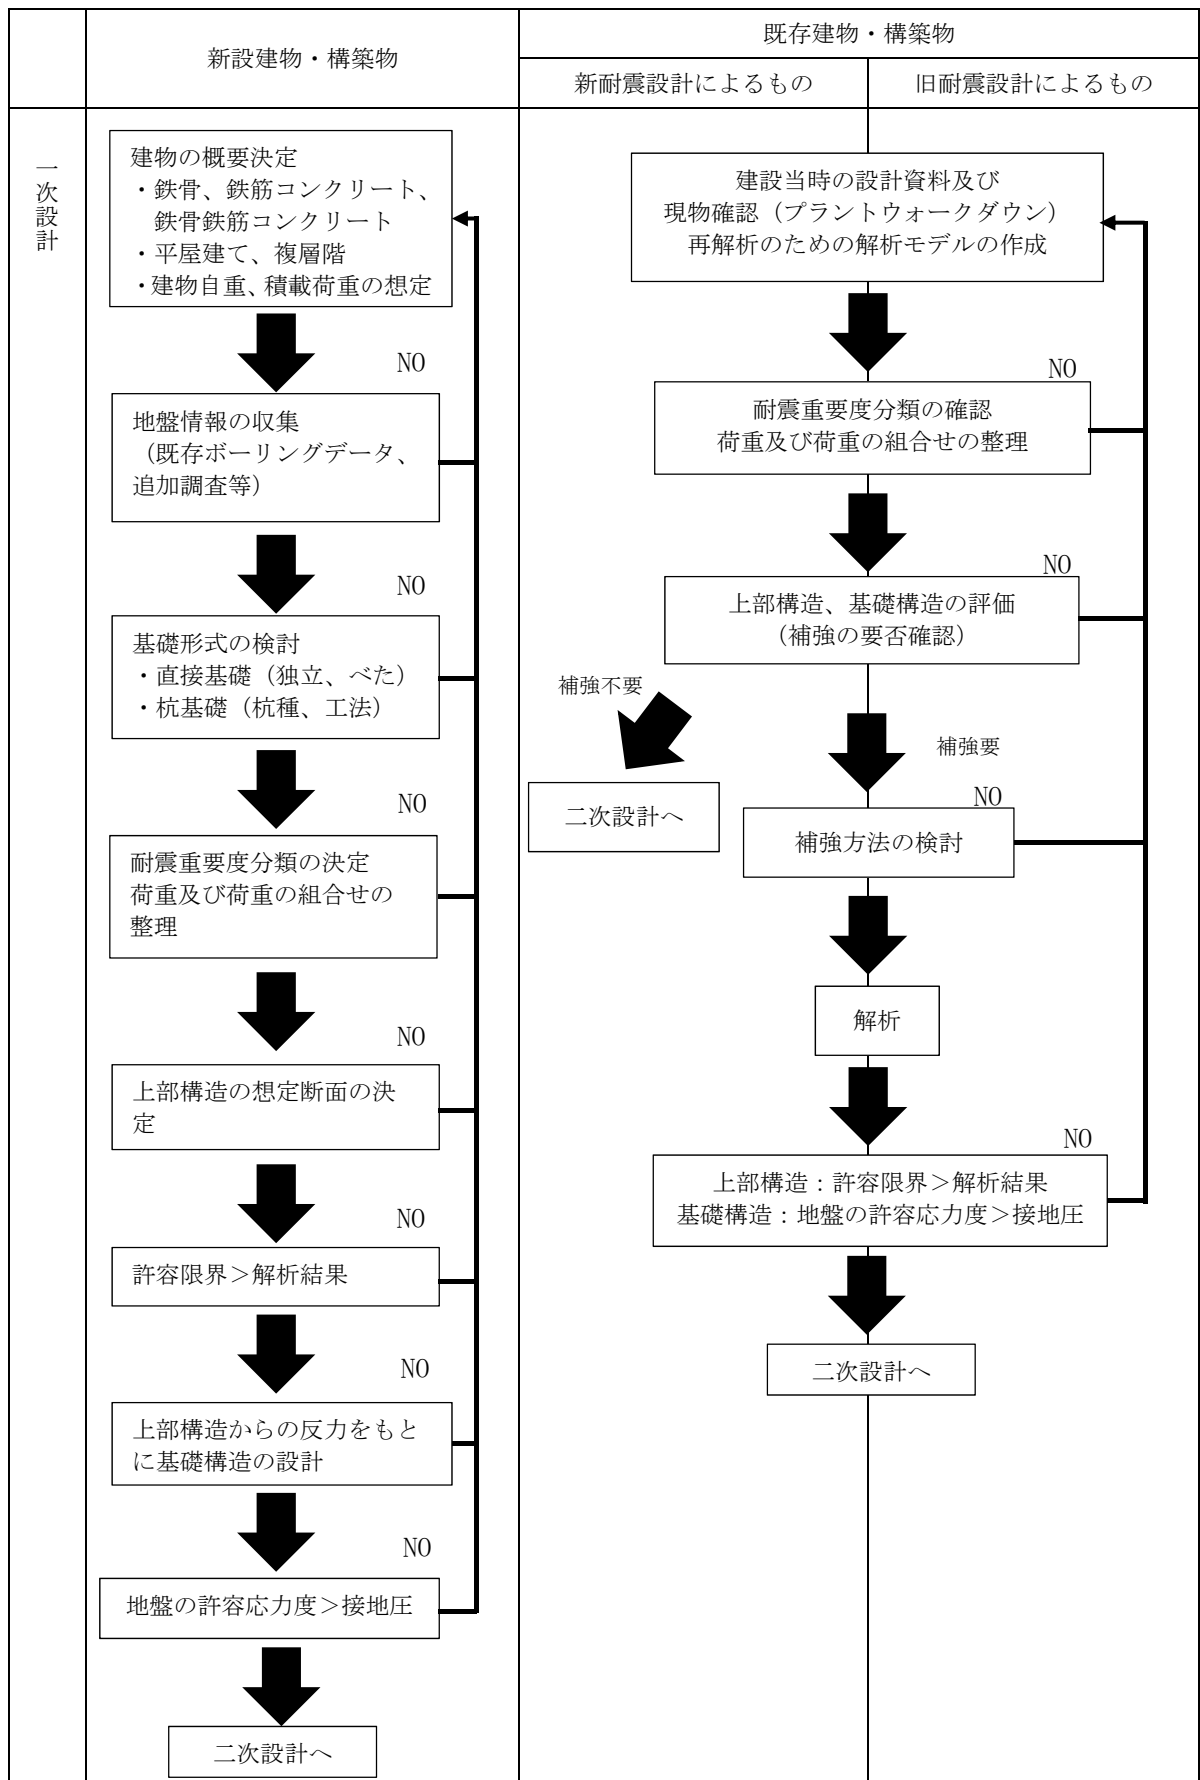 新設建物・構築物
既存建物・構築物
新耐震設計によるもの
旧耐震設計によるもの
一次設計
建物の概要決定
・鉄骨、鉄筋コンクリート、
鉄骨鉄筋コンクリート
・平屋建て、複層階
・建物自重、積載荷重の想定
NO
地盤情報の収集
（既存ボーリングデータ、
追加調査等）
NO
基礎形式の検討
・直接基礎（独立、べた）
・杭基礎（杭種、工法）
NO
耐震重要度分類の決定
荷重及び荷重の組合せの
整理
NO
上部構造の想定断面の決
定
NO
許容限界＞解析結果
NO
上部構造からの反力をもと
に基礎構造の設計
NO
地盤の許容応力度＞接地圧
二次設計へ
建設当時の設計資料及び
現物確認（プラントウォークダウン）
再解析のための解析モデルの作成
NO
耐震重要度分類の確認
荷重及び荷重の組合せの整理
NO
上部構造、基礎構造の評価
（補強の要否確認）
補強不要
補強要
二次設計へ
NO
補強方法の検討
解析
NO
上部構造：許容限界＞解析結果
基礎構造：地盤の許容応力度＞接地圧
二次設計へ